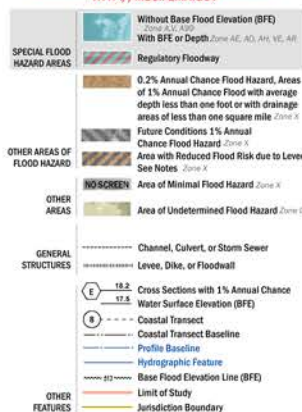 Without Base Flood Elevation (BFE)
Zone A,V, A99
With BFE or Depth Zone AE, AO, AH, VE, AR
SPECIAL FLOOD
HAZARD AREAS
Regulatory Floodway
0.2% Annual Chance Flood Hazard, Areas
of 1% Annual Chance Flood with average
depth less than one foot or with drainage
areas of less than one square mile Zone X
Future Conditions 1% Annual
Chance Flood Hazard Zone X
OTHER AREAS OF
FLOOD HAZARD
Area with Reduced Flood Risk due to Levee
See Notes Zone X
NO SCREEN Area of Minimal Flood Hazard Zone X
OTHER
AREAS
Area of Undetermined Flood Hazard Zone
GENERAL
STRUCTURES
Channel, Culvert, or Storm Sewer
Levee, Dike, or Floodwall
E 18.2 Cross Sections with 1% Annual Chance
17.5 Water Surface Elevation (BFE)
8 Coastal Transect
Coastal Transect Baseline
Profile Baseline
Hydrographic Feature
513 Base Flood Elevation Line (BFE)
Limit of Study
Jurisdiction Boundary
OTHER
FEATURES